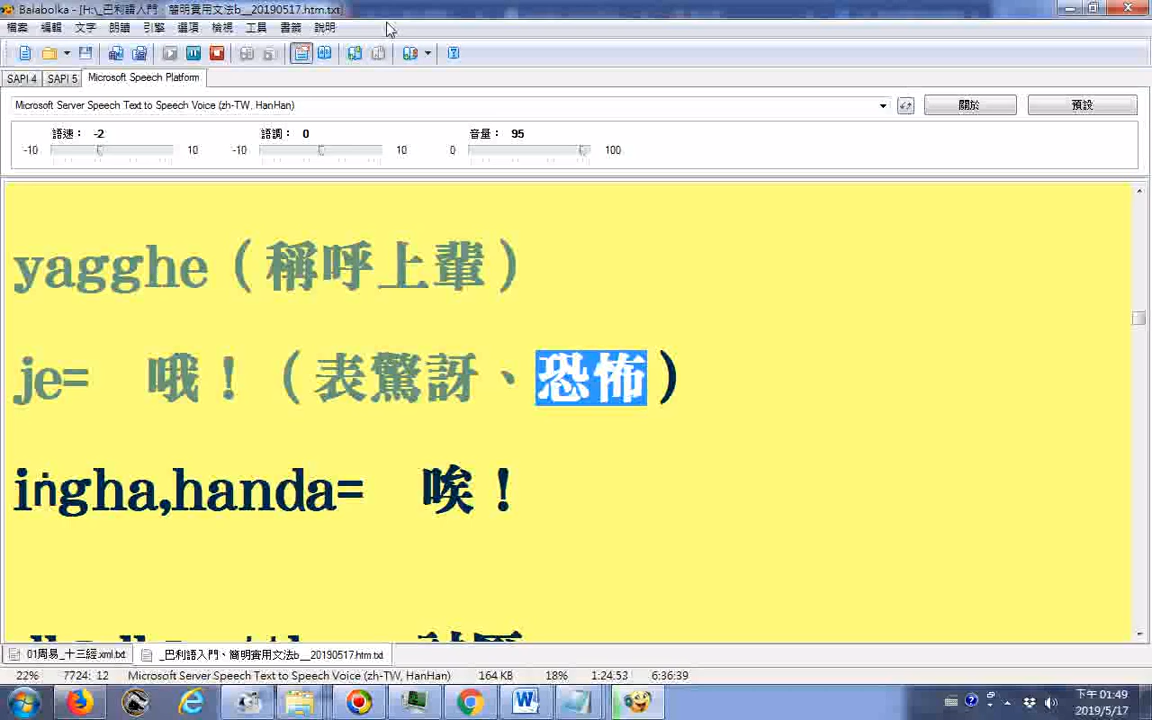 Balabolka - [H:\_巴利語入門、簡明實用文法b__20190517.htm.txt]
檔案 編輯 文字 朗讀 引擎 選項 檢視 工具 書籤 說明
SAPI 4 SAPI 5 Microsoft Speech Platform
Microsoft Server Speech Text to Speech Voice (zh-TW, HanHan) 關於 預設
語速： -2 語調： 0 音量： 95
-10 10 -10 10 0 100
yagghe（稱呼上輩）
je= 哦！（表驚訝、恐怖）
iṅgha,handa= 唉！
01周易_十三經.xml.txt _巴利語入門、簡明實用文法b__20190517.htm.txt
22% 7724: 12 Microsoft Server Speech Text to Speech Voice (zh-TW, HanHan) 164 KB 18% 1:24:53 6:36:39
下午 01:49
2019/5/17